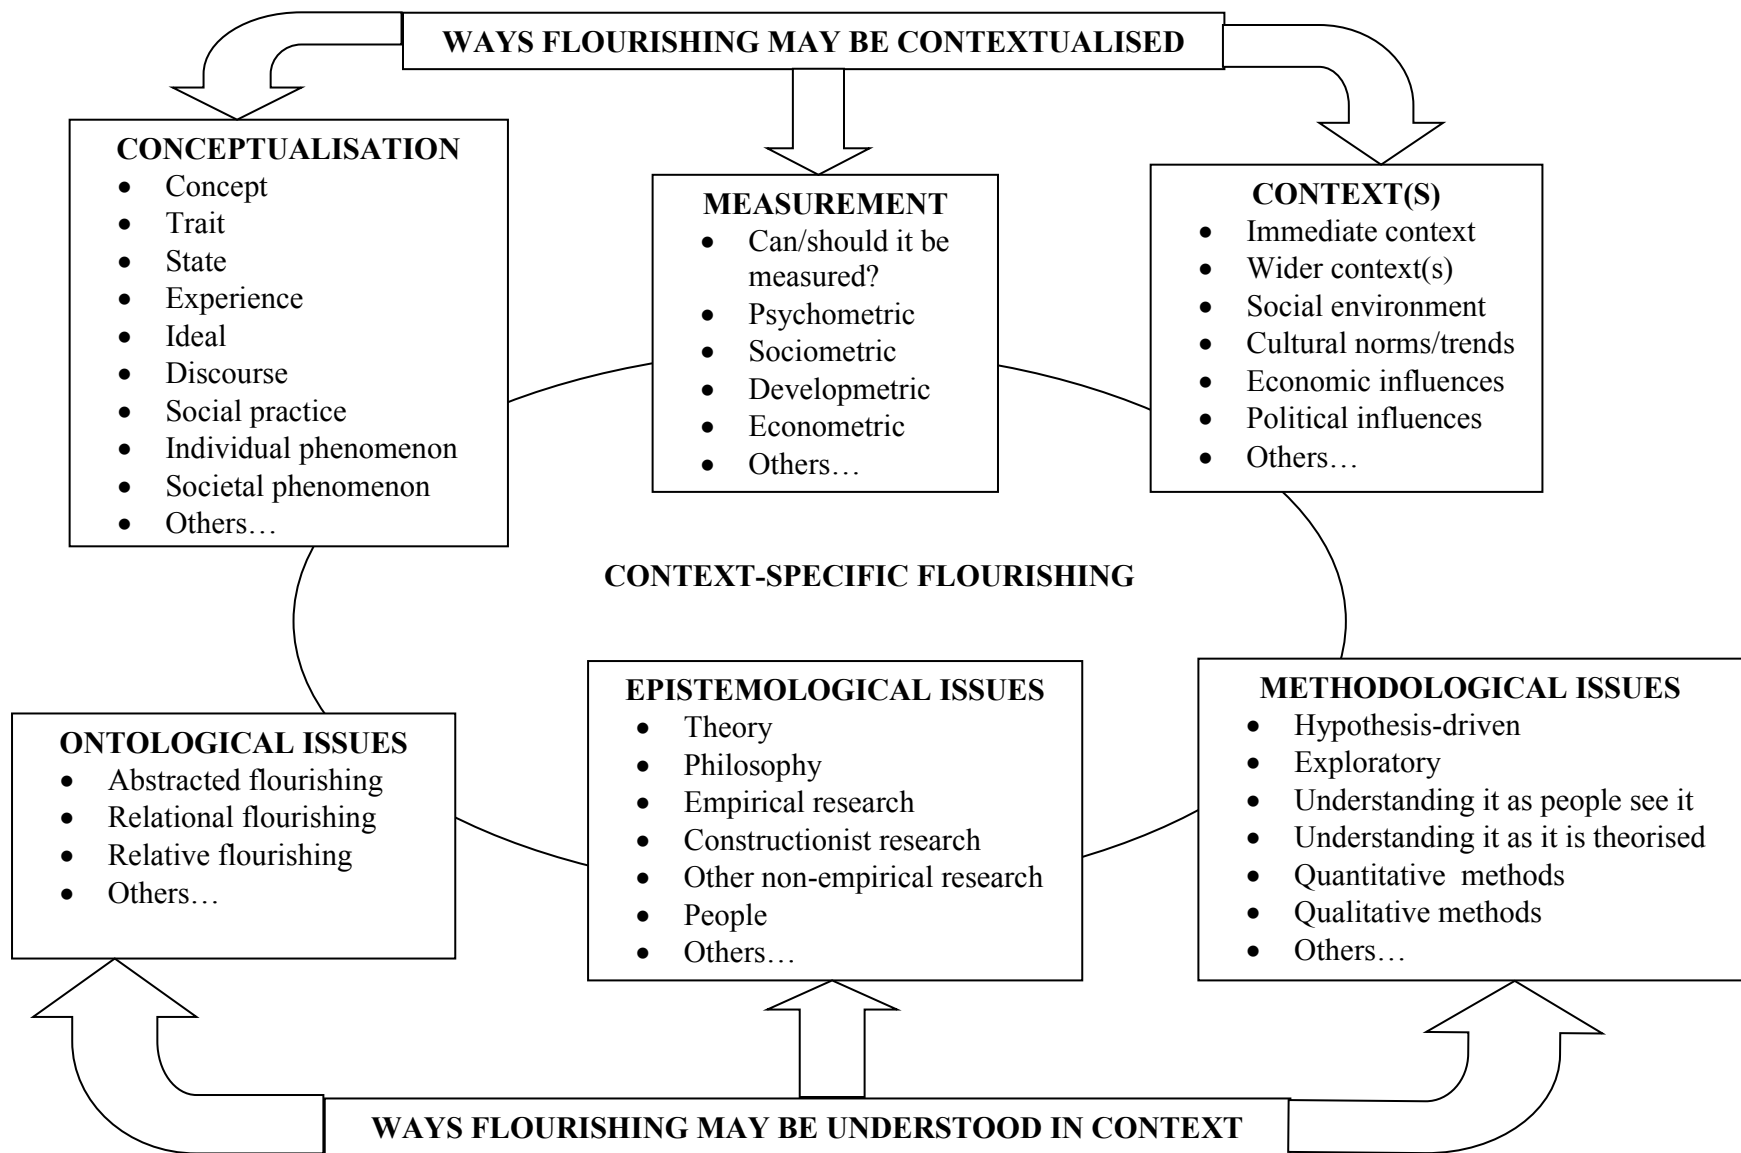 WAYS FLOURISHING MAY BE CONTEXTUALISED
CONCEPTUALISATION
• Concept
• Trait
• State
• Experience
• Ideal
• Discourse
• Social practice
• Individual phenomenon
• Societal phenomenon
• Others…
MEASUREMENT
• Can/should it be
measured?
• Psychometric
• Sociometric
• Developmetric
• Econometric
• Others…
CONTEXT(S)
• Immediate context
• Wider context(s)
• Social environment
• Cultural norms/trends
• Economic influences
• Political influences
• Others…
CONTEXT-SPECIFIC FLOURISHING
ONTOLOGICAL ISSUES
• Abstracted flourishing
• Relational flourishing
• Relative flourishing
• Others…
EPISTEMOLOGICAL ISSUES
• Theory
• Philosophy
• Empirical research
• Constructionist research
• Other non-empirical research
• People
• Others…
METHODOLOGICAL ISSUES
• Hypothesis-driven
• Exploratory
• Understanding it as people see it
• Understanding it as it is theorised
• Quantitative  methods
• Qualitative methods
• Others…
WAYS FLOURISHING MAY BE UNDERSTOOD IN CONTEXT